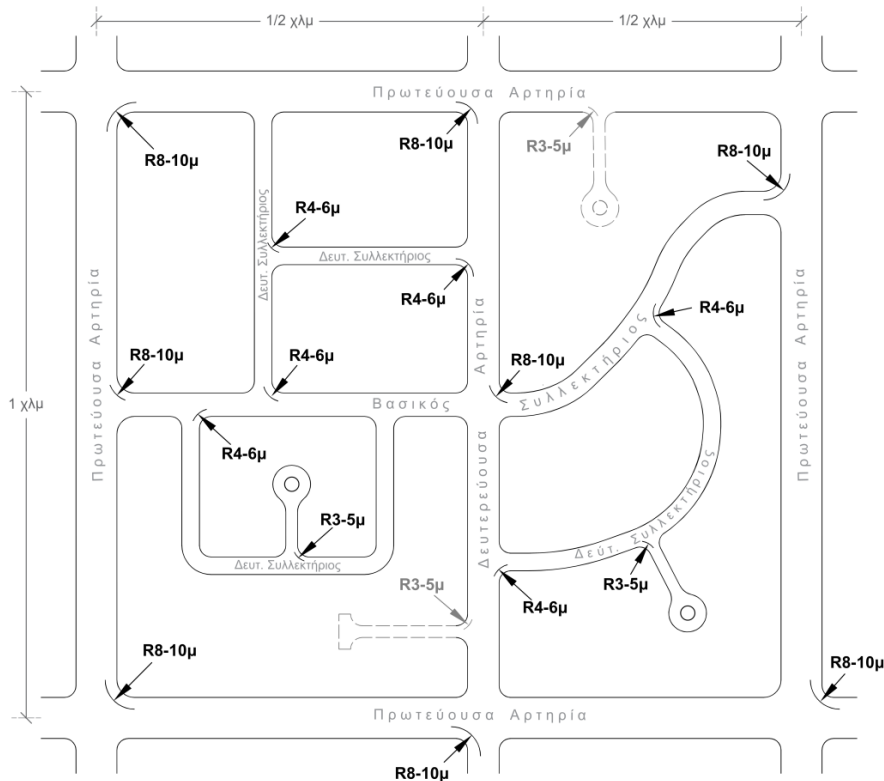 1/2 χλμ
1/2 χλμ
Πρωτεύουσα Αρτηρία
R8-10μ
R8-10μ
R3-5μ
R8-10μ
Δευτ. Συλλεκτήριος
R4-6μ
Δευτ. Συλλεκτήριος
R4-6μ
Πρωτεύουσα Αρτηρία
Δευτερεύουσα Αρτηρία
Πρωτεύουσα Αρτηρία
R4-6μ
R8-10μ
R4-6μ
R8-10μ
1 χλμ
Βασικός Συλλεκτήριος
R4-6μ
R3-5μ
Δευτ. Συλλεκτήριος
Δεύτ. Συλλεκτήριος
R3-5μ
R3-5μ
R4-6μ
R8-10μ
R8-10μ
Πρωτεύουσα Αρτηρία
R8-10μ